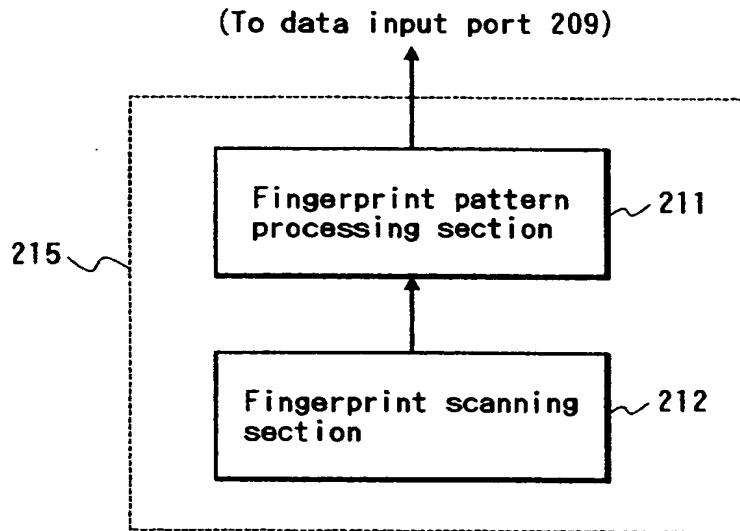 (To data input port 209)
Fingerprint pattern
processing section
211
215
Fingerprint scanning
section
212